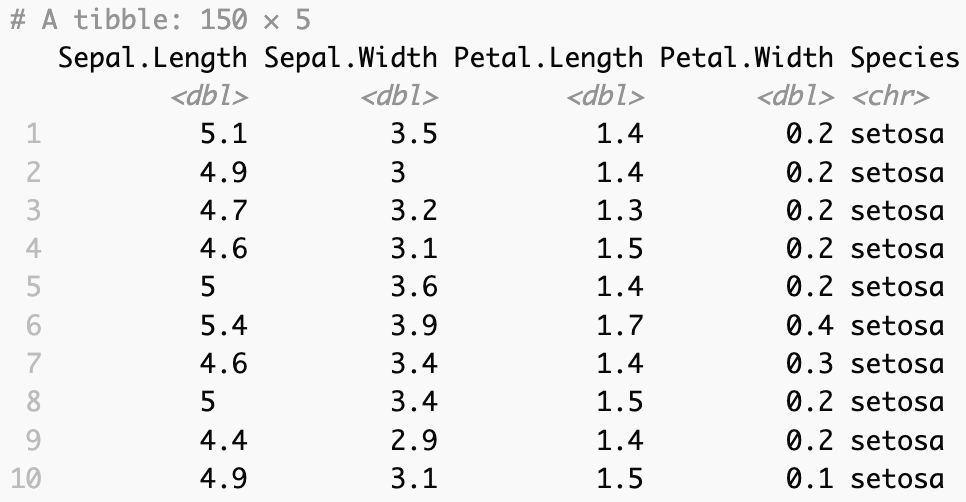 # A tibble: 150 × 5
Sepal.Length Sepal.Width Petal.Length Petal.Width Species
<dbl> <dbl> <dbl> <dbl> <chr>
1 5.1 3.5 1.4 0.2 setosa
2 4.9 3 1.4 0.2 setosa
3 4.7 3.2 1.3 0.2 setosa
4 4.6 3.1 1.5 0.2 setosa
5 5 3.6 1.4 0.2 setosa
6 5.4 3.9 1.7 0.4 setosa
7 4.6 3.4 1.4 0.3 setosa
8 5 3.4 1.5 0.2 setosa
9 4.4 2.9 1.4 0.2 setosa
10 4.9 3.1 1.5 0.1 setosa